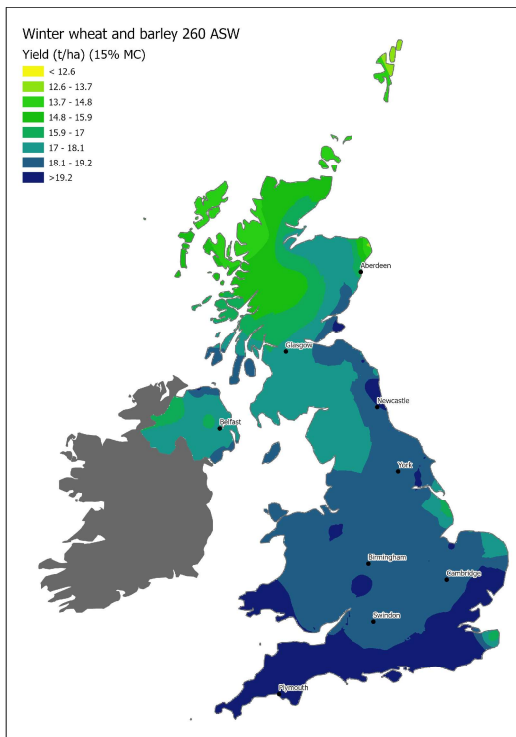 Winter wheat and barley 260 ASW
Yield (t/ha) (15% MC)
< 12.6
12.6 - 13.7
13.7 - 14.8
14.8 - 15.9
15.9 - 17
17 - 18.1
18.1 - 19.2
>19.2
Aberdeen
Glasgow
Newcastle
Belfast
York
Birmingham
Cambridge
Swindon
Plymouth